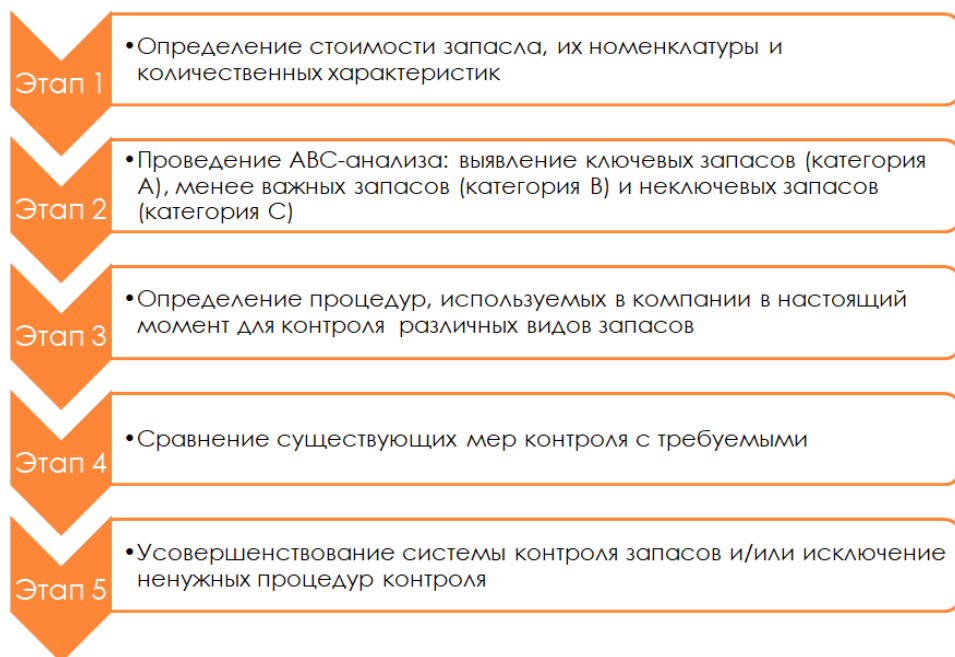 Этап 1
•Определение стоимости запасла, их номенклатуры и
количественных характеристик
Этап 2
•Проведение АВС-анализа: выявление ключевых запасов (категория
А), менее важных запасов (категория В) и неключевых запасов
(категория С)
Этап 3
•Определение процедур, используемых в компании в настоящий
момент для контроля различных видов запасов
Этап 4
•Сравнение существующих мер контроля с требуемыми
Этап 5
•Усовершенствование системы контроля запасов и/или исключение
ненужных процедур контроля